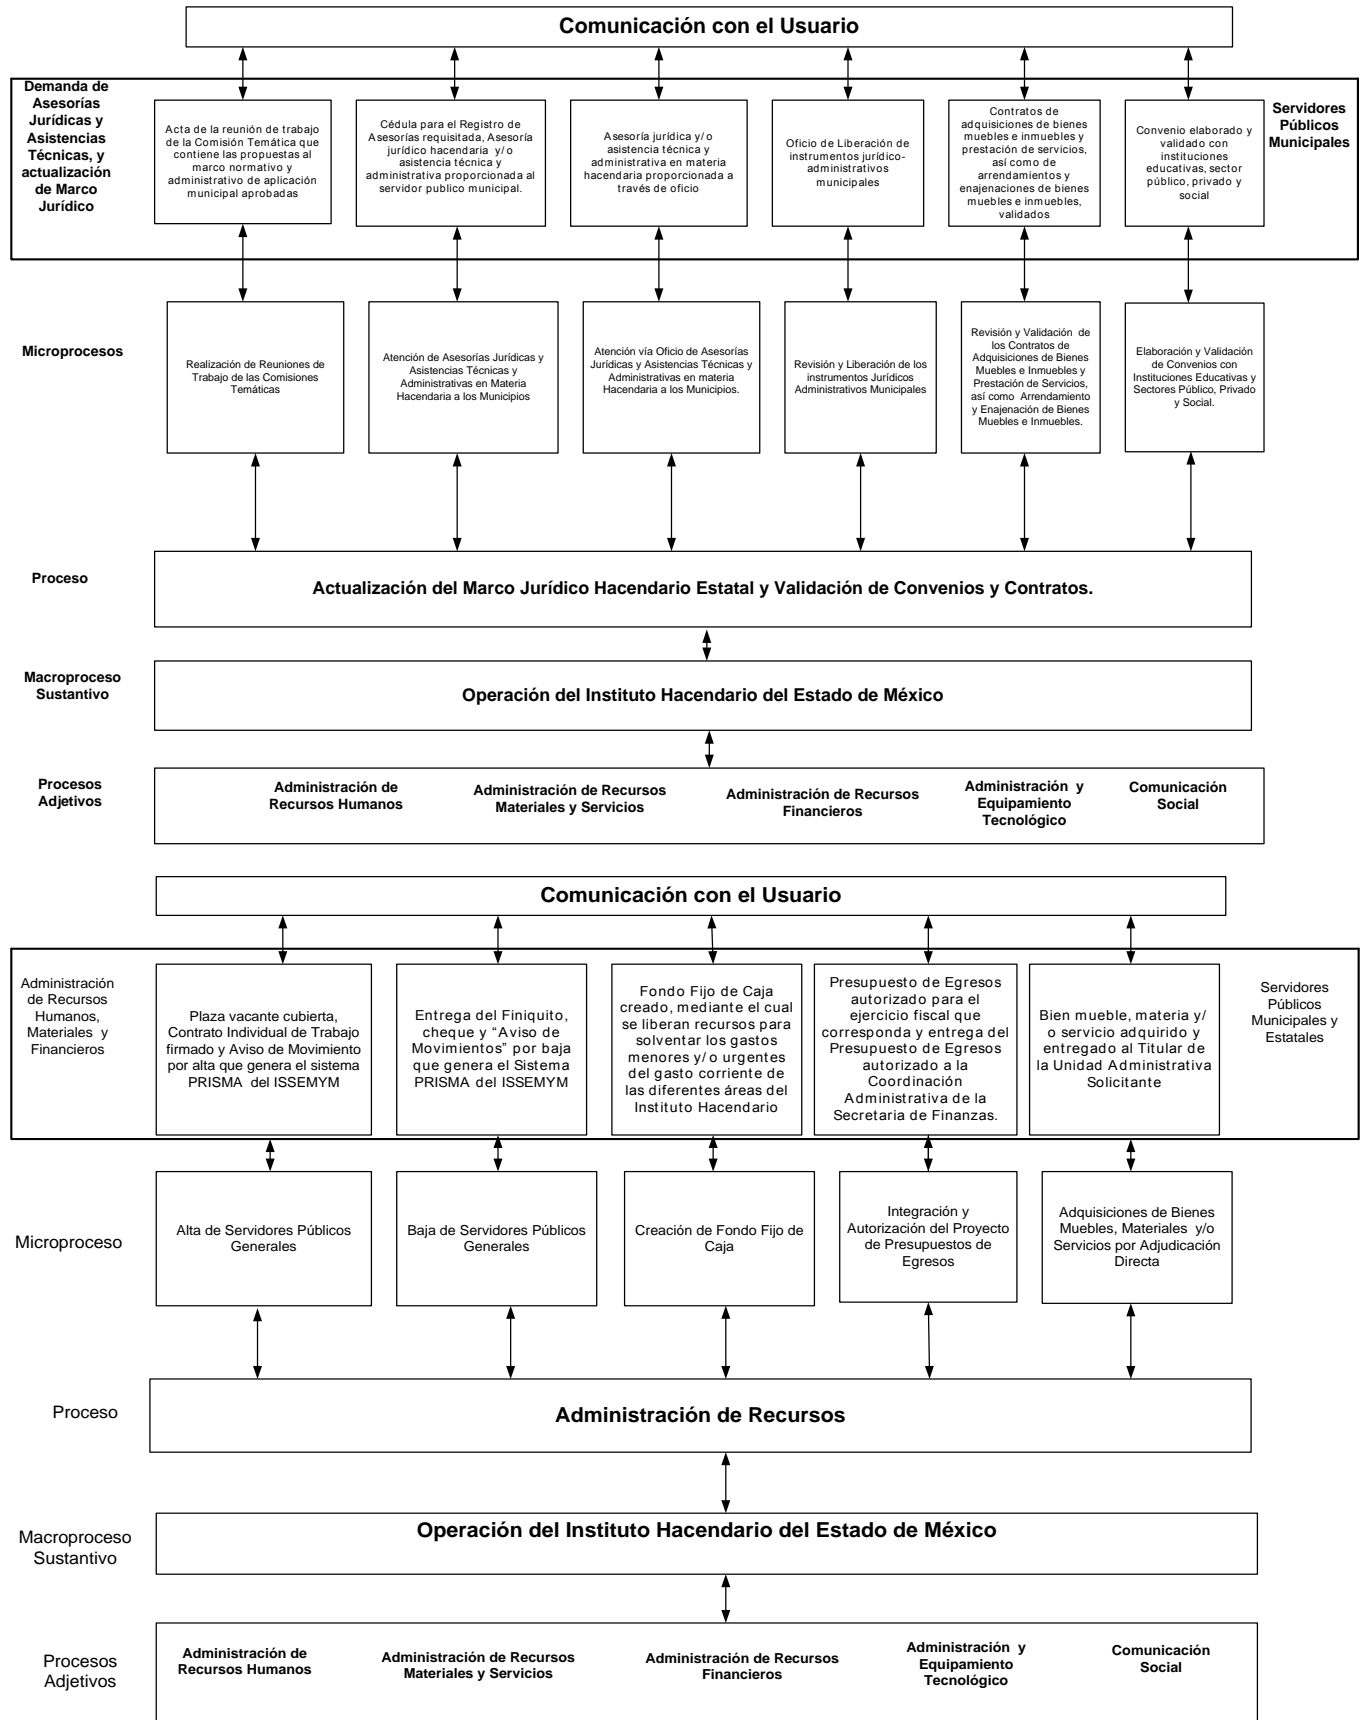 Comunicación con el Usuario
Demanda de
Asesorías
Jurídicas y
Asistencias
Técnicas, y
actualización
de Marco
Jurídico
Acta de la reunión de trabajo
de la Comisión Temática que
contiene las propuestas al
marco normativo y
administrativo de aplicación
municipal aprobadas
Cédula para el Registro de
Asesorías requisitada, Asesoría
jurídico hacendaria y/o
asistencia técnica y
administrativa proporcionada al
servidor publico municipal.
Asesoría jurídica y/o
asistencia técnica y
administrativa en materia
hacendaria proporcionada a
través de oficio
Oficio de Liberación de
instrumentos jurídico-
administrativos
municipales
Contratos de
adquisiciones de bienes
muebles e inmuebles y
prestación de servicios,
así como de
arrendamientos y
enajenaciones de bienes
muebles e inmuebles,
validados
Convenio elaborado y
validado con
instituciones
educativas, sector
público, privado y
social
Servidores
Públicos
Municipales
Microprocesos
Realización de Reuniones de
Trabajo de las Comisiones
Temáticas
Atención de Asesorías Jurídicas y
Asistencias Técnicas y
Administrativas en Materia
Hacendaria a los Municipios
Atención vía Oficio de Asesorías
Jurídicas y Asistencias Técnicas y
Administrativas en materia
Hacendaria a los Municipios.
Revisión y Liberación de los
instrumentos Jurídicos
Administrativos Municipales
Revisión y Validación de
los Contratos de
Adquisiciones de Bienes
Muebles e Inmuebles y
Prestación de Servicios,
así como Arrendamiento
y Enajenación de Bienes
Muebles e Inmuebles.
Elaboración y Validación
de Convenios con
Instituciones Educativas y
Sectores Público, Privado
y Social.
Proceso
Actualización del Marco Jurídico Hacendario Estatal y Validación de Convenios y Contratos.
Macroproceso
Sustantivo
Operación del Instituto Hacendario del Estado de México
Procesos
Adjetivos
Administración de
Recursos Humanos
Administración de Recursos
Materiales y Servicios
Administración de Recursos
Financieros
Administración y
Equipamiento
Tecnológico
Comunicación
Social
Comunicación con el Usuario
Administración
de Recursos
Humanos,
Materiales y
Financieros
Plaza vacante cubierta,
Contrato Individual de Trabajo
firmado y Aviso de Movimiento
por alta que genera el sistema
PRISMA del ISSEMYM
Entrega del Finiquito,
cheque y “Aviso de
Movimientos” por baja
que genera el Sistema
PRISMA del ISSEMYM
Fondo Fijo de Caja
creado, mediante el cual
se liberan recursos para
solventar los gastos
menores y/o urgentes
del gasto corriente de
las diferentes áreas del
Instituto Hacendario
Presupuesto de Egresos
autorizado para el
ejercicio fiscal que
corresponda y entrega del
Presupuesto de Egresos
autorizado a la
Coordinación
Administrativa de la
Secretaria de Finanzas.
Bien mueble, materia y/
o servicio adquirido y
entregado al Titular de
la Unidad Administrativa
Solicitante
Servidores
Públicos
Municipales y
Estatales
Microproceso
Alta de Servidores Públicos
Generales
Baja de Servidores Públicos
Generales
Creación de Fondo Fijo de
Caja
Integración y
Autorización del Proyecto
de Presupuestos de
Egresos
Adquisiciones de Bienes
Muebles, Materiales y/o
Servicios por Adjudicación
Directa
Proceso
Administración de Recursos
Macroproceso
Sustantivo
Operación del Instituto Hacendario del Estado de México
Procesos
Adjetivos
Administración de
Recursos Humanos
Administración de Recursos
Materiales y Servicios
Administración de Recursos
Financieros
Administración y
Equipamiento
Tecnológico
Comunicación
Social